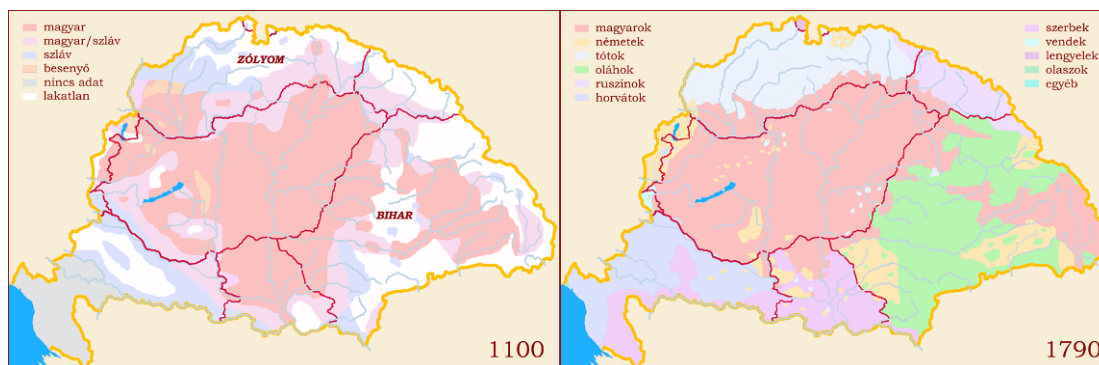 magyar
magyar/szláv
szláv
besenyő
nincs adat
lakatlan
ZÓLYOM
BIHAR
1100
magyarok
németek
tótok
oláhok
ruszinok
horvátok
szerbek
vendek
lengyelek
olaszok
egyéb
1790